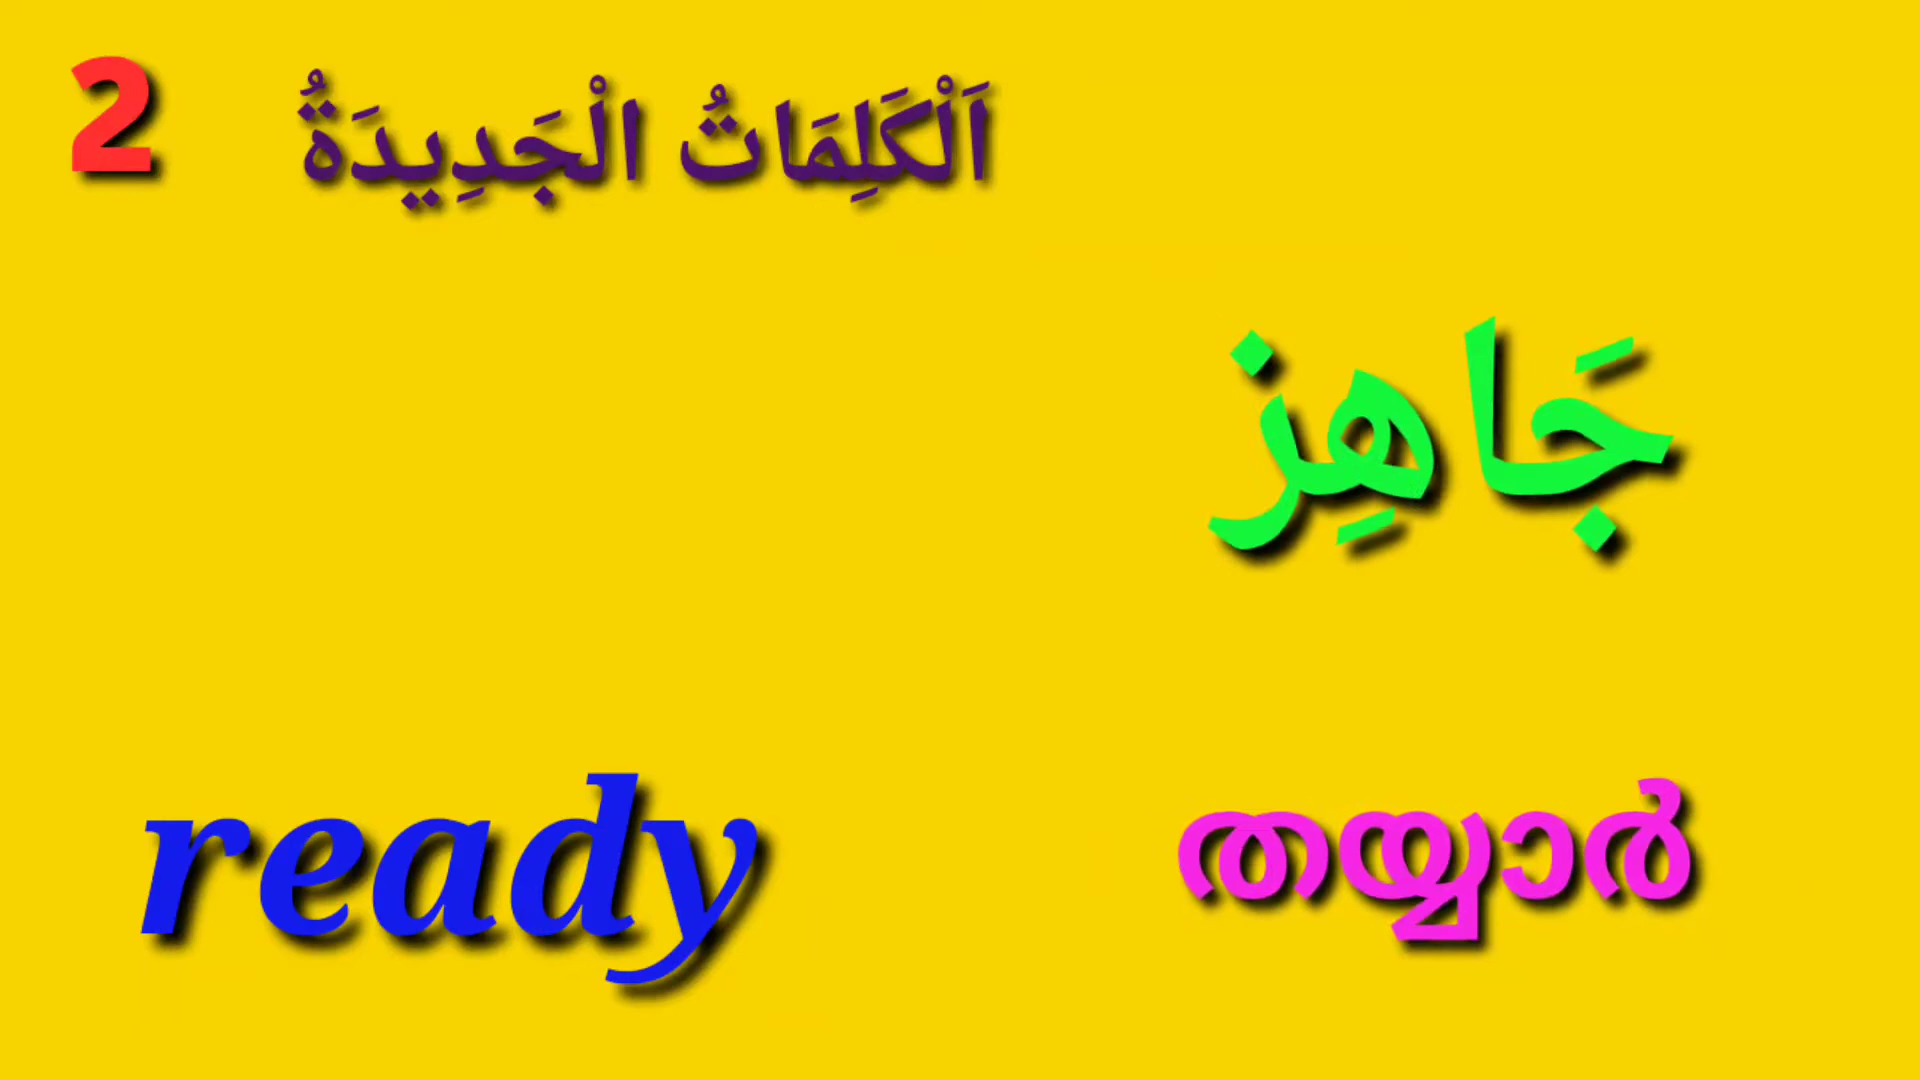 2 اَلْكَلِمَاتُ الْجَدِيدَةُ
جَاهِز
ready തയ്യാർ